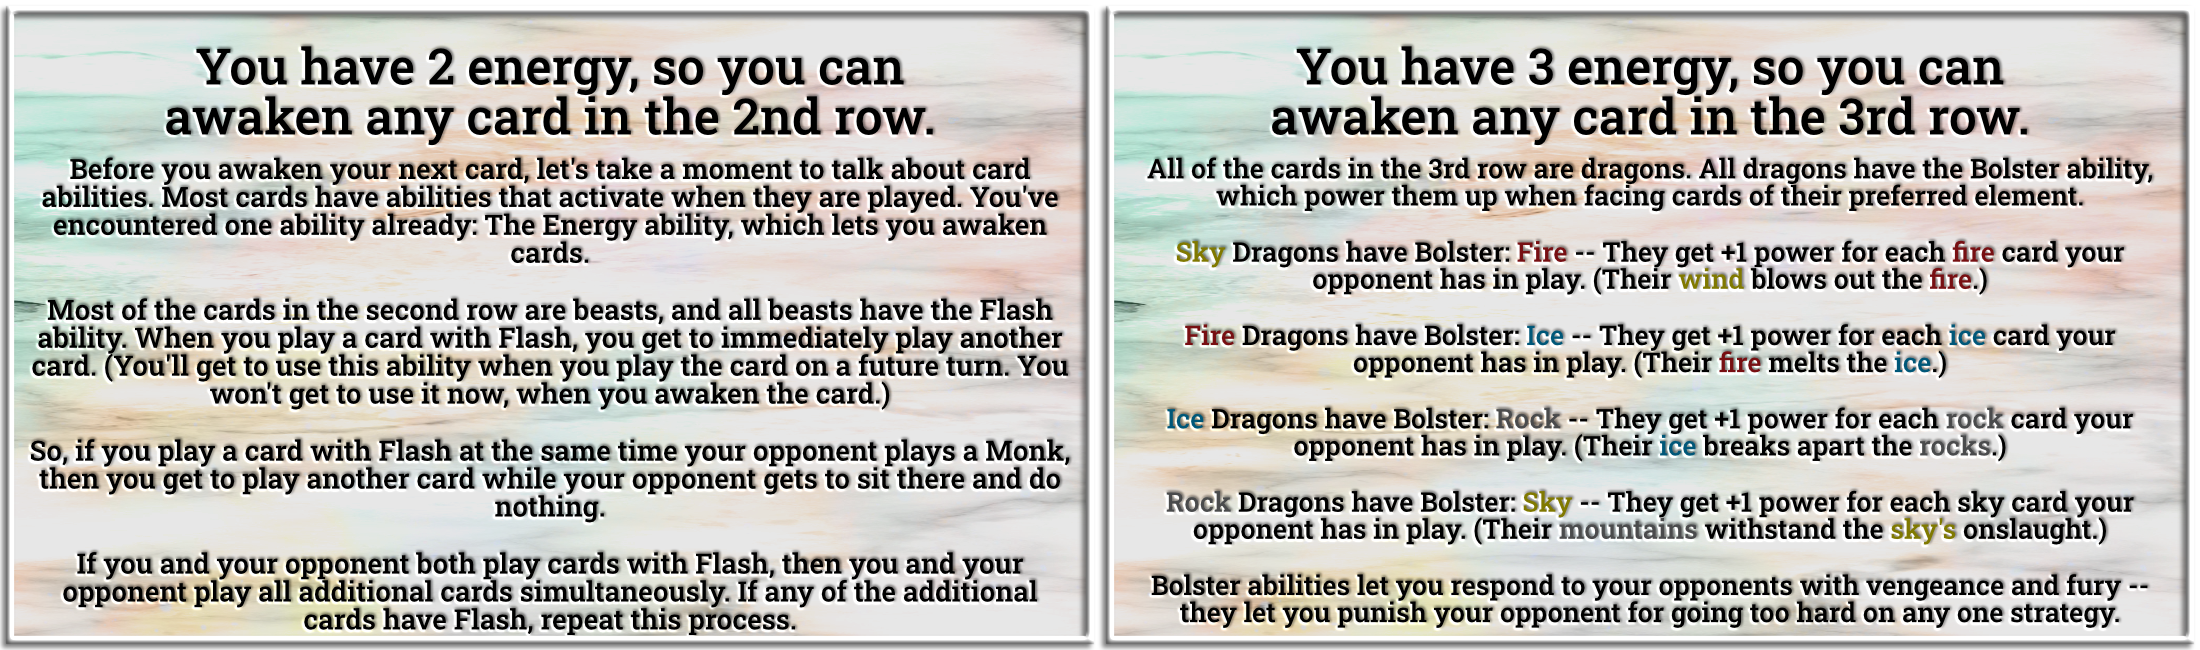 You have 2 energy, so you can
awaken any card in the 2nd row.
Before you awaken your next card, let's take a moment to talk about card
abilities. Most cards have abilities that activate when they are played. You've
encountered one ability already: The Energy ability, which lets you awaken
cards.
Most of the cards in the second row are beasts, and all beasts have the Flash
ability. When you play a card with Flash, you get to immediately play another
card. (You'll get to use this ability when you play the card on a future turn. You
won't get to use it now, when you awaken the card.)
So, if you play a card with Flash at the same time your opponent plays a Monk,
then you get to play another card while your opponent gets to sit there and do
nothing.
If you and your opponent both play cards with Flash, then you and your
opponent play all additional cards simultaneously. If any of the additional
cards have Flash, repeat this process.
You have 3 energy, so you can
awaken any card in the 3rd row.
All of the cards in the 3rd row are dragons. All dragons have the Bolster ability,
which power them up when facing cards of their preferred element.
Sky Dragons have Bolster: Fire -- They get +1 power for each fire card your
opponent has in play. (Their wind blows out the fire.)
Fire Dragons have Bolster: Ice -- They get +1 power for each ice card your
opponent has in play. (Their fire melts the ice.)
Ice Dragons have Bolster: Rock -- They get +1 power for each rock card your
opponent has in play. (Their ice breaks apart the rocks.)
Rock Dragons have Bolster: Sky -- They get +1 power for each sky card your
opponent has in play. (Their mountains withstand the sky's onslaught.)
Bolster abilities let you respond to your opponents with vengeance and fury --
they let you punish your opponent for going too hard on any one strategy.